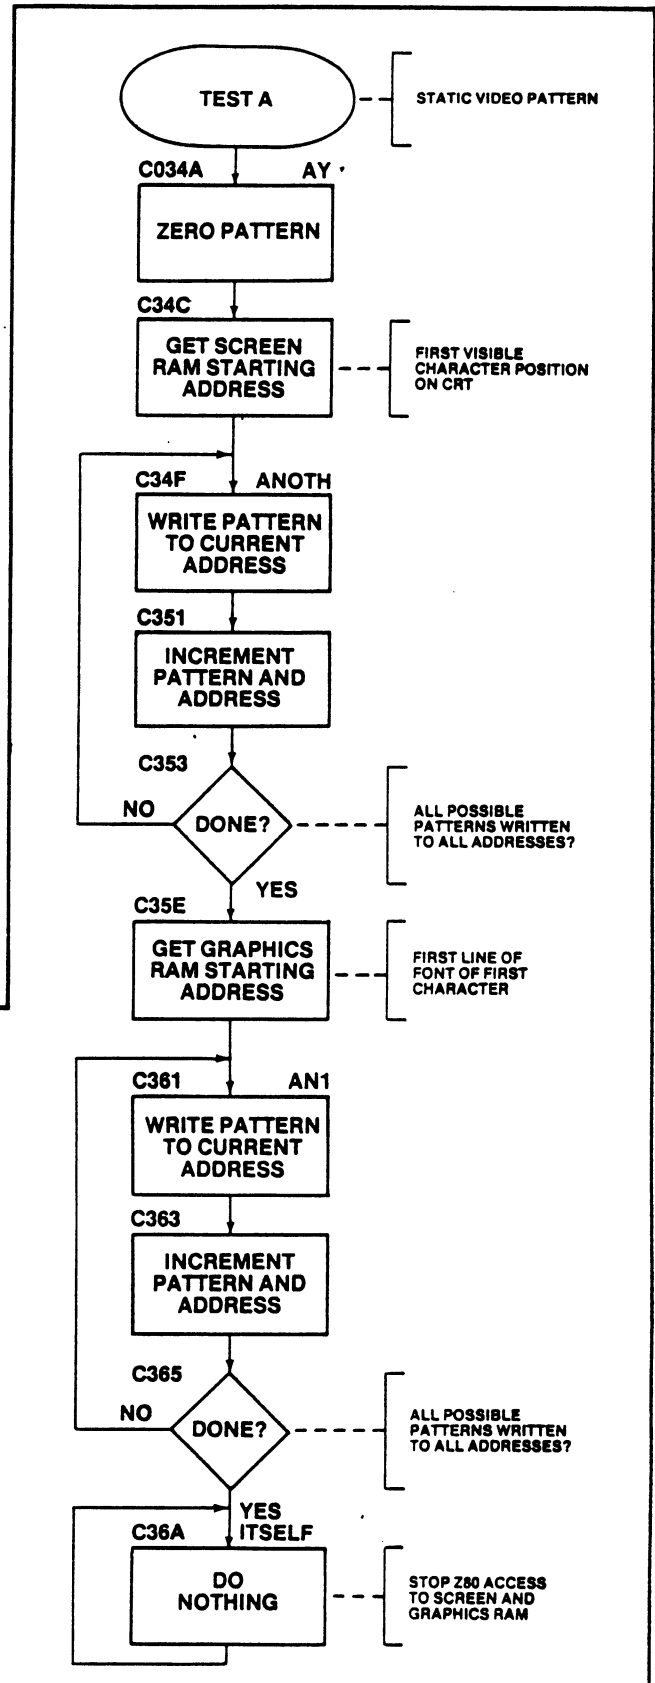 TEST A
STATIC VIDEO PATTERN
C034A AY
ZERO PATTERN
C34C
GET SCREEN
RAM STARTING
ADDRESS
FIRST VISIBLE
CHARACTER POSITION
ON CRT
C34F ANOTH
WRITE PATTERN
TO CURRENT
ADDRESS
C351
INCREMENT
PATTERN AND
ADDRESS
C353
NO
DONE?
ALL POSSIBLE
PATTERNS WRITTEN
TO ALL ADDRESSES?
YES
C35E
GET GRAPHICS
RAM STARTING
ADDRESS
FIRST LINE OF
FONT OF FIRST
CHARACTER
C361 AN1
WRITE PATTERN
TO CURRENT
ADDRESS
C363
INCREMENT
PATTERN AND
ADDRESS
C365
NO
DONE?
ALL POSSIBLE
PATTERNS WRITTEN
TO ALL ADDRESSES?
YES
C36A ITSELF
DO
NOTHING
STOP Z80 ACCESS
TO SCREEN AND
GRAPHICS RAM